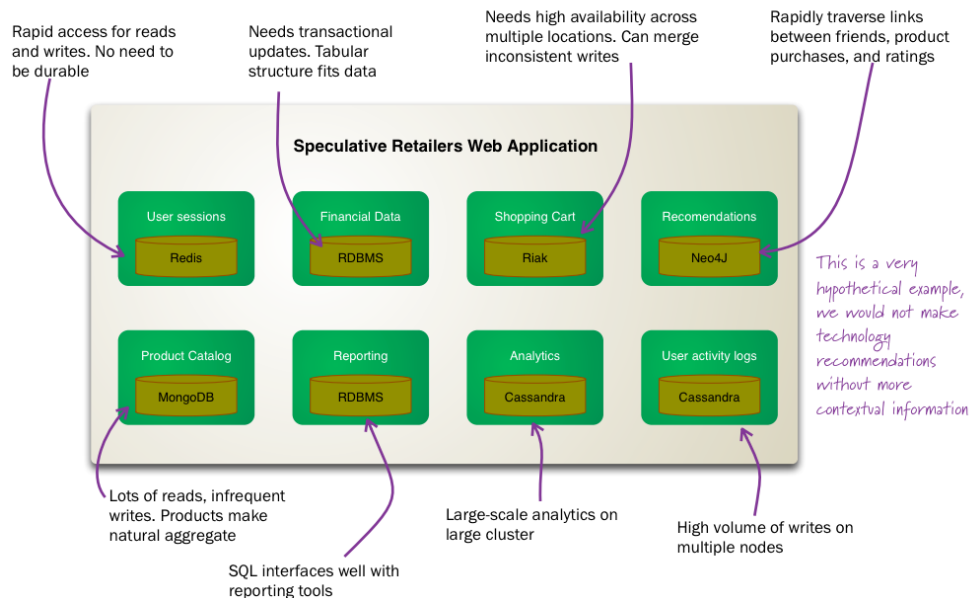 Rapid access for reads
and writes. No need to
be durable
Needs transactional
updates. Tabular
structure fits data
Needs high availability across
multiple locations. Can merge
inconsistent writes
Rapidly traverse links
between friends, product
purchases, and ratings
Speculative Retailers Web Application
User sessions
Redis
Financial Data
RDBMS
Shopping Cart
Riak
Recomendations
Neo4J
This is a very
hypothetical example,
we would not make
technology
recommendations
without more
contextual information
Product Catalog
MongoDB
Reporting
RDBMS
Analytics
Cassandra
User activity logs
Cassandra
Lots of reads, infrequent
writes. Products make
natural aggregate
SQL interfaces well with
reporting tools
Large-scale analytics on
large cluster
High volume of writes on
multiple nodes